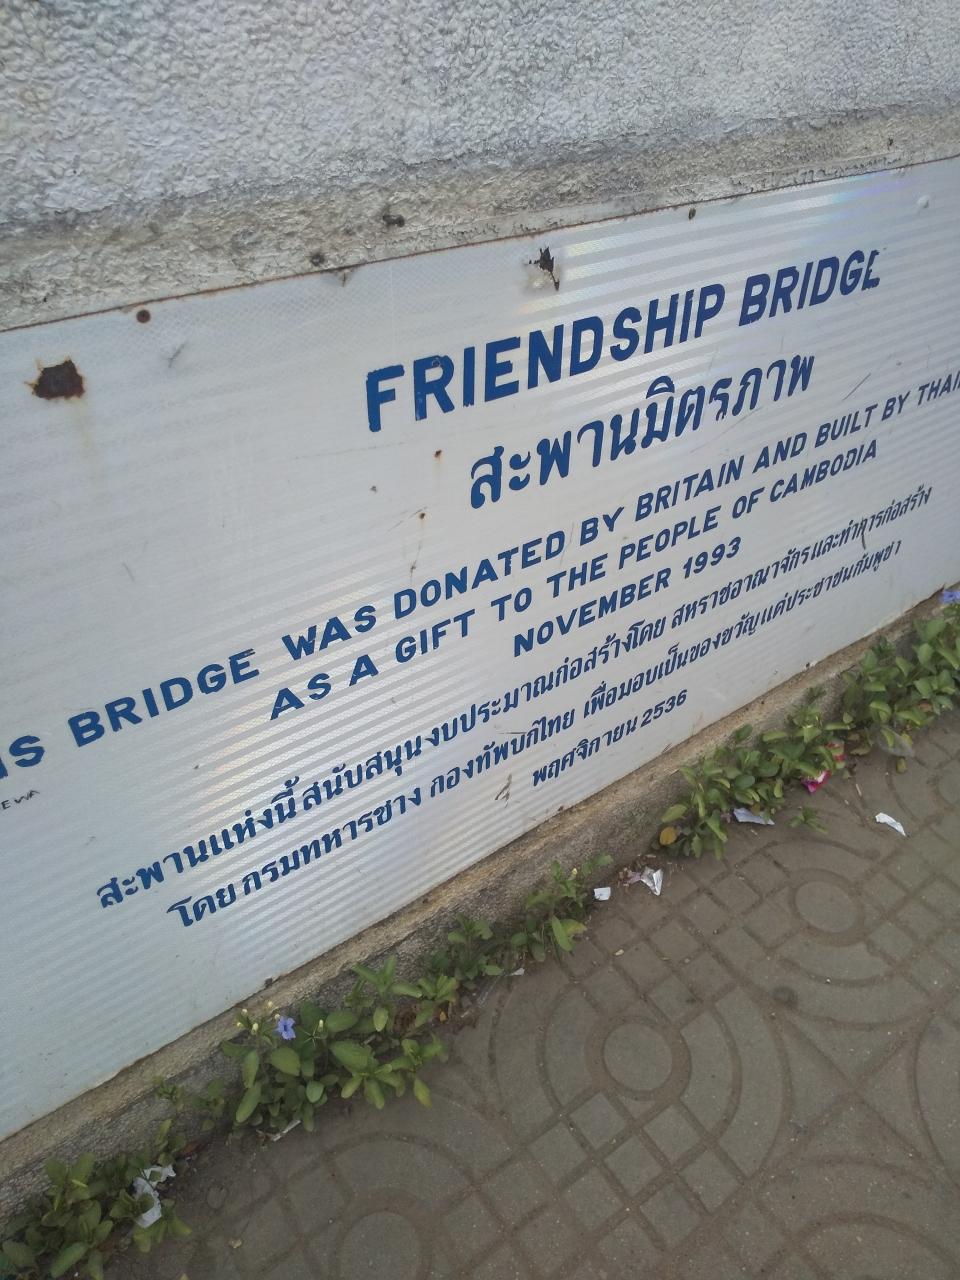 FRIENDSHIP BRIDGE
สะพานมิตรภาพ
IS BRIDGE WAS DONATED BY BRITAIN AND BUILT BY THAI
AS A GIFT TO THE PEOPLE OF CAMBODIA
NOVEMBER 1993
สะพานแห่งนี้สนับสนุนงบประมาณก่อสร้างโดย สหราชอาณาจักรและทำการก่อสร้าง
โดย กรมทหารช่าง กองทัพบกไทย เพื่อมอบเป็นของขวัญแด่ประชาชนกัมพูชา
พฤศจิกายน 2536